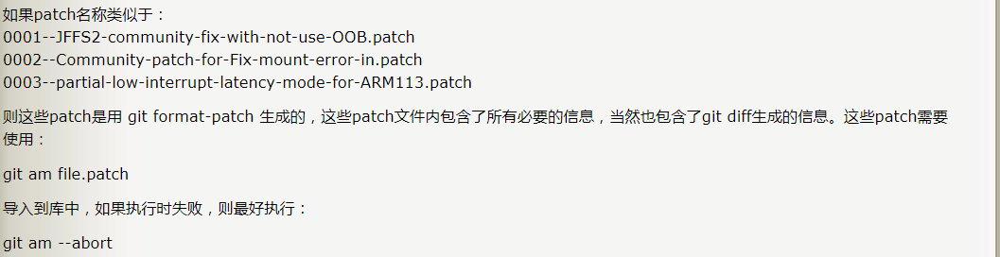 如果patch名称类似于：
0001--JFFS2-community-fix-with-not-use-OOB.patch
0002--Community-patch-for-Fix-mount-error-in.patch
0003--partial-low-interrupt-latency-mode-for-ARM113.patch
则这些patch是用 git format-patch 生成的，这些patch文件内包含了所有必要的信息，当然也包含了git diff生成的信息。这些patch需要
使用：
git am file.patch
导入到库中，如果执行时失败，则最好执行：
git am --abort